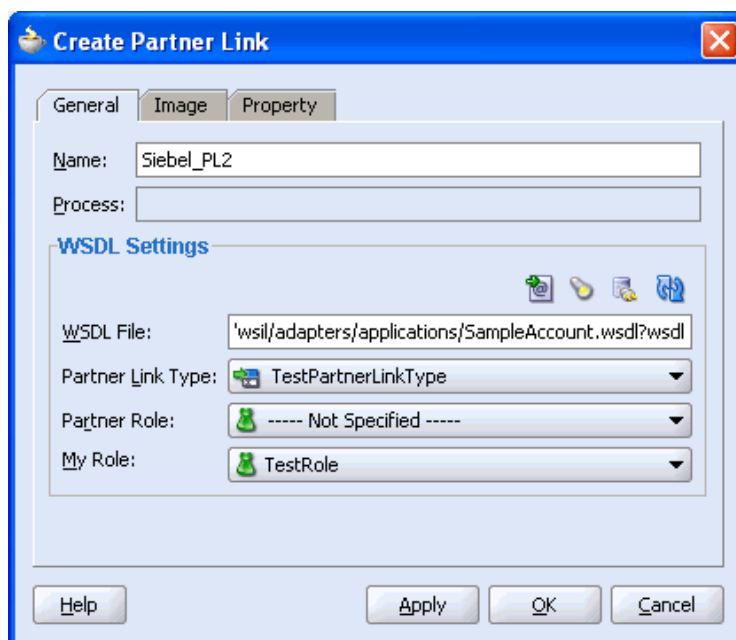 Create Partner Link
General Image Property
Name: Siebel_PL2
Process:
WSDL Settings
WSDL File: 'wsil/adapters/applications/SampleAccount.wsdl?wsdl
Partner Link Type: TestPartnerLinkType
Partner Role: ----- Not Specified -----
My Role: TestRole
Help Apply OK Cancel